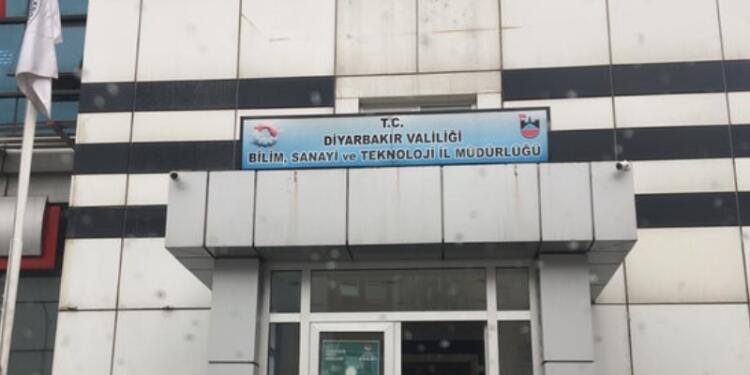 T.C.
DİYARBAKIR VALİLİĞİ
BİLİM, SANAYİ ve TEKNOLOJİ İL MÜDÜRLÜĞÜ